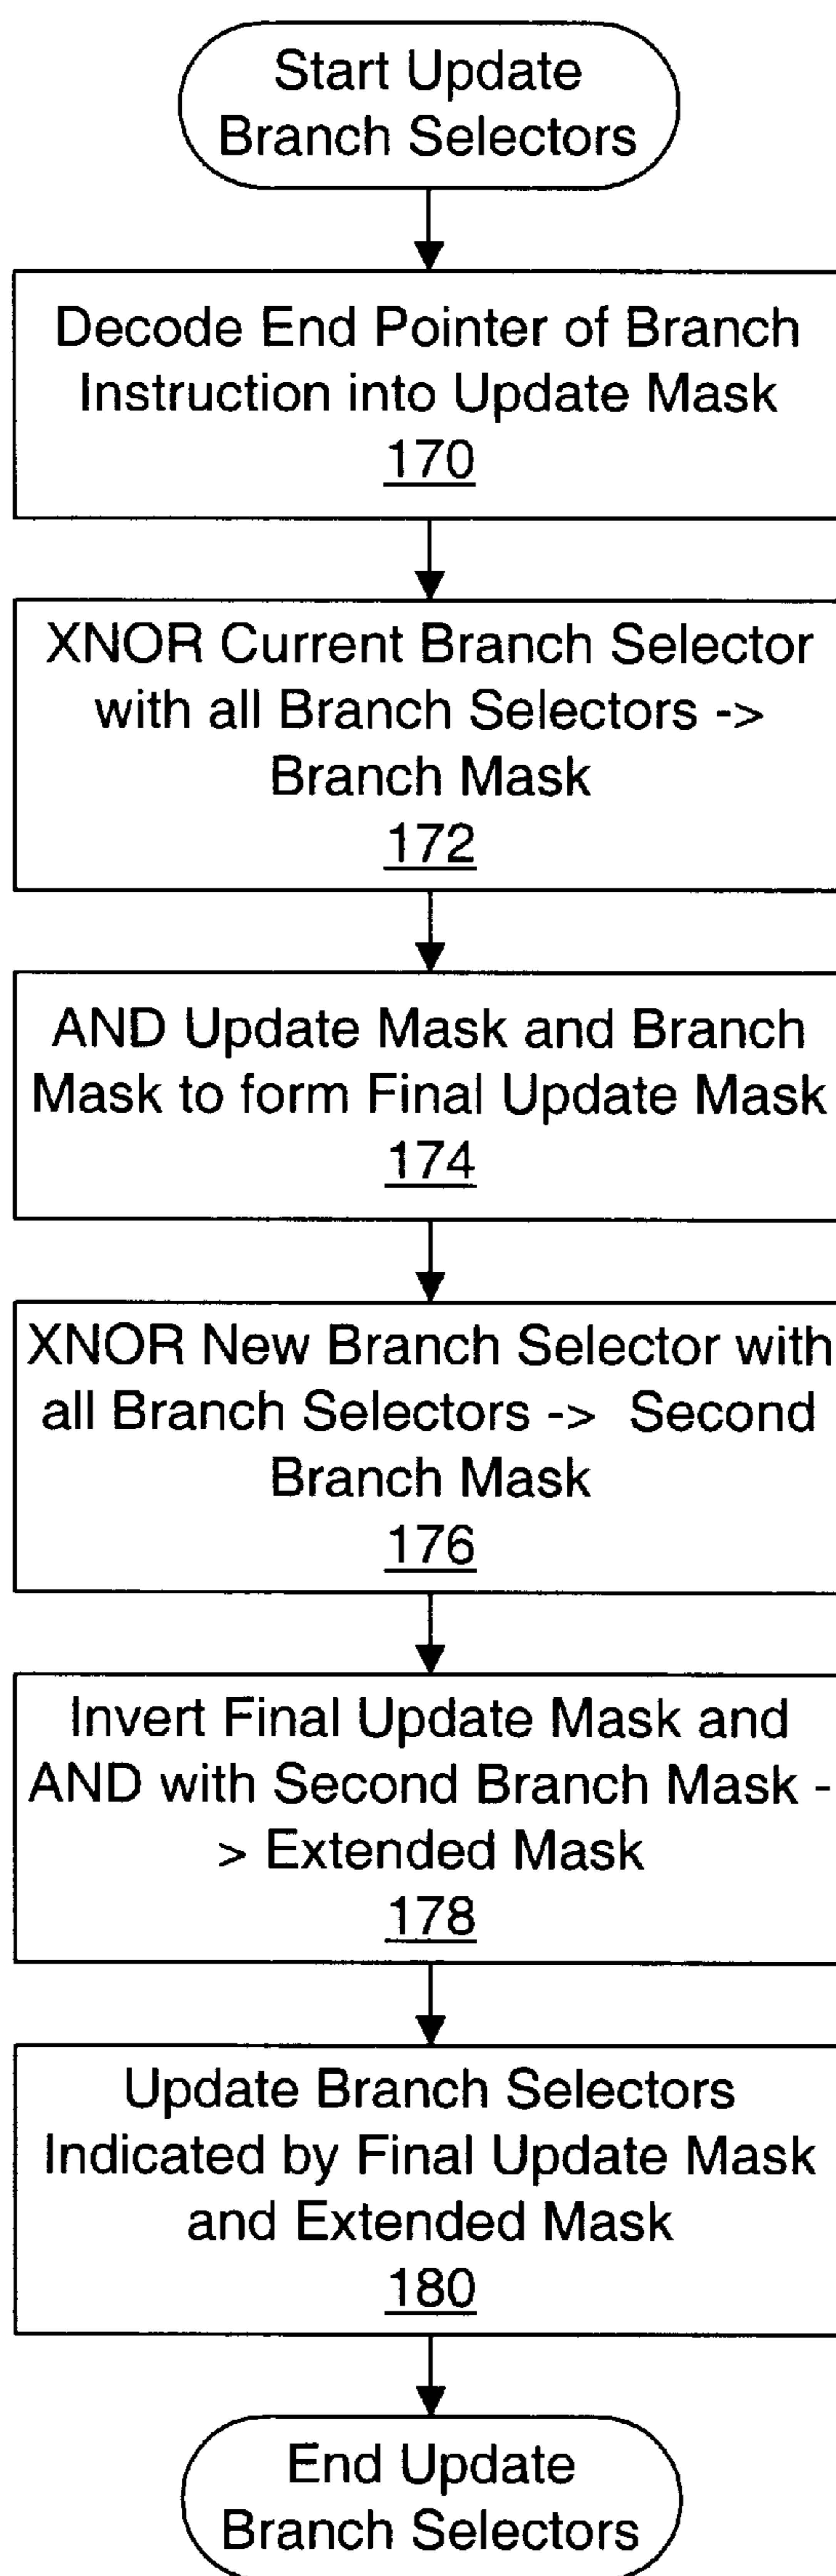 Start Update
Branch Selectors
Decode End Pointer of Branch
Instruction into Update Mask
170
XNOR Current Branch Selector
with all Branch Selectors ->
Branch Mask
172
AND Update Mask and Branch
Mask to form Final Update Mask
174
XNOR New Branch Selector with
all Branch Selectors -> Second
Branch Mask
176
Invert Final Update Mask and
AND with Second Branch Mask -
> Extended Mask
178
Update Branch Selectors
Indicated by Final Update Mask
and Extended Mask
180
End Update
Branch Selectors